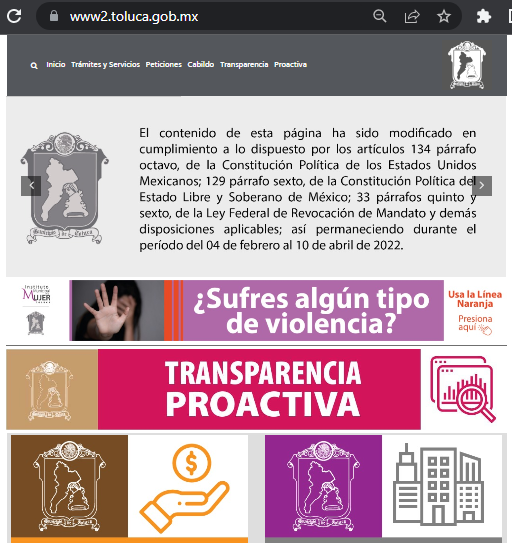 www2.toluca.gob.mx
Inicio Trámites y Servicios Peticiones Cabildo Transparencia Proactiva
El contenido de esta página ha sido modificado en
cumplimiento a lo dispuesto por los artículos 134 párrafo
octavo, de la Constitución Política de los Estados Unidos
Mexicanos; 129 párrafo sexto, de la Constitución Política del
Estado Libre y Soberano de México; 33 párrafos quinto y
sexto, de la Ley Federal de Revocación de Mandato y demás
disposiciones aplicables; así permaneciendo durante el
período del 04 de febrero al 10 de abril de 2022.
¿Sufres algún tipo
de violencia?
Usa la Línea
Naranja
Presiona
aquí
TRANSPARENCIA
PROACTIVA